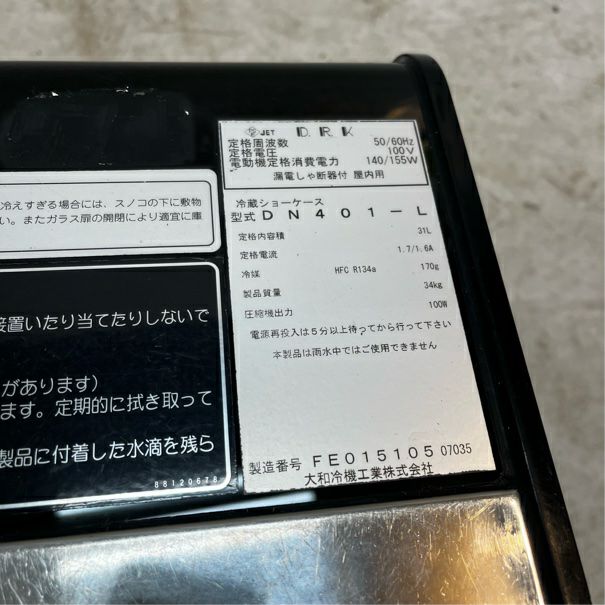 JET D.R.K
定格周波数 50/60Hz
定格電圧 100V
電動機定格消費電力 140/155W
漏電しゃ断器付 屋内用
冷蔵ショーケース
型式 DN401-L
定格内容積 31L
定格電流 1.7/1.6A
冷媒 HFC R134a 170g
製品質量 34kg
圧縮機出力 100W
電源再投入は5分以上待ってから行って下さい
本製品は雨水中ではご使用できません
製造番号 FE015105 07035
大和冷機工業株式会社
冷えすぎる場合には、スノコの下に敷物
い。またガラス扉の開閉により適宜に庫
接置いたり当てたりしないで
があります)
ます。定期的に拭き取って
製品に付着した水滴を残ら
88120678